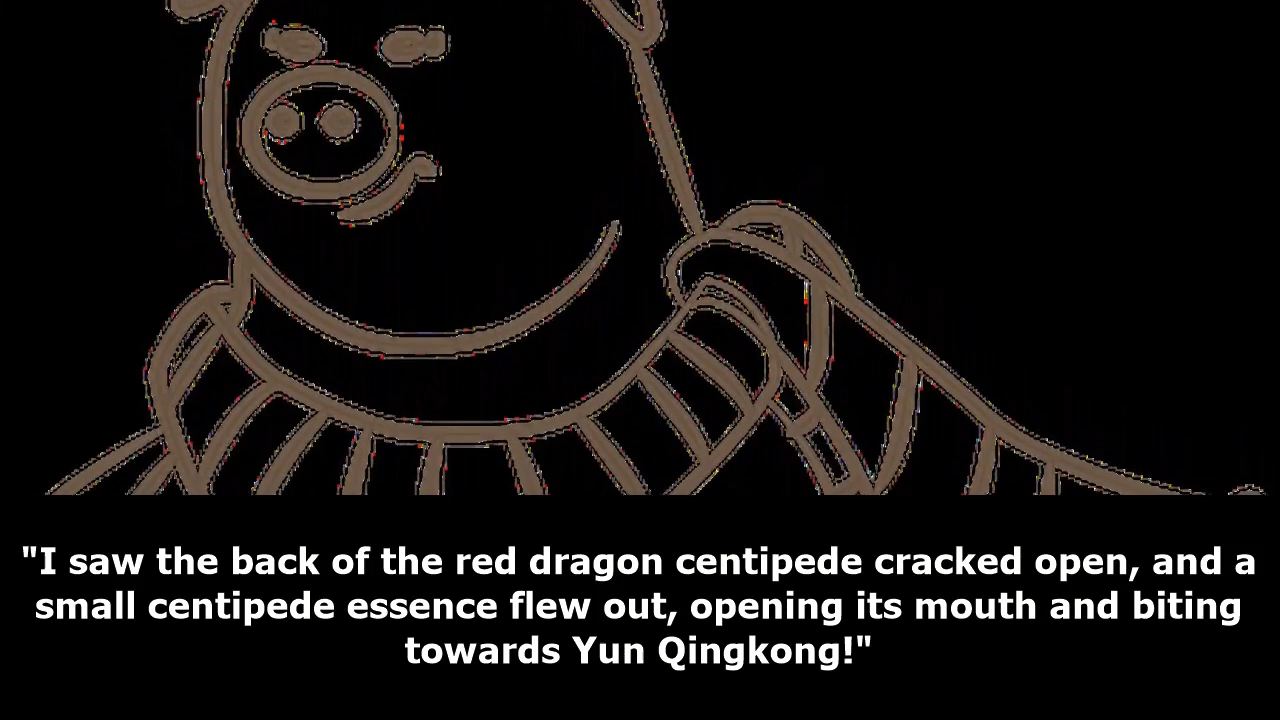 "I saw the back of the red dragon centipede cracked open, and a
small centipede essence flew out, opening its mouth and biting
towards Yun Qingkong!"